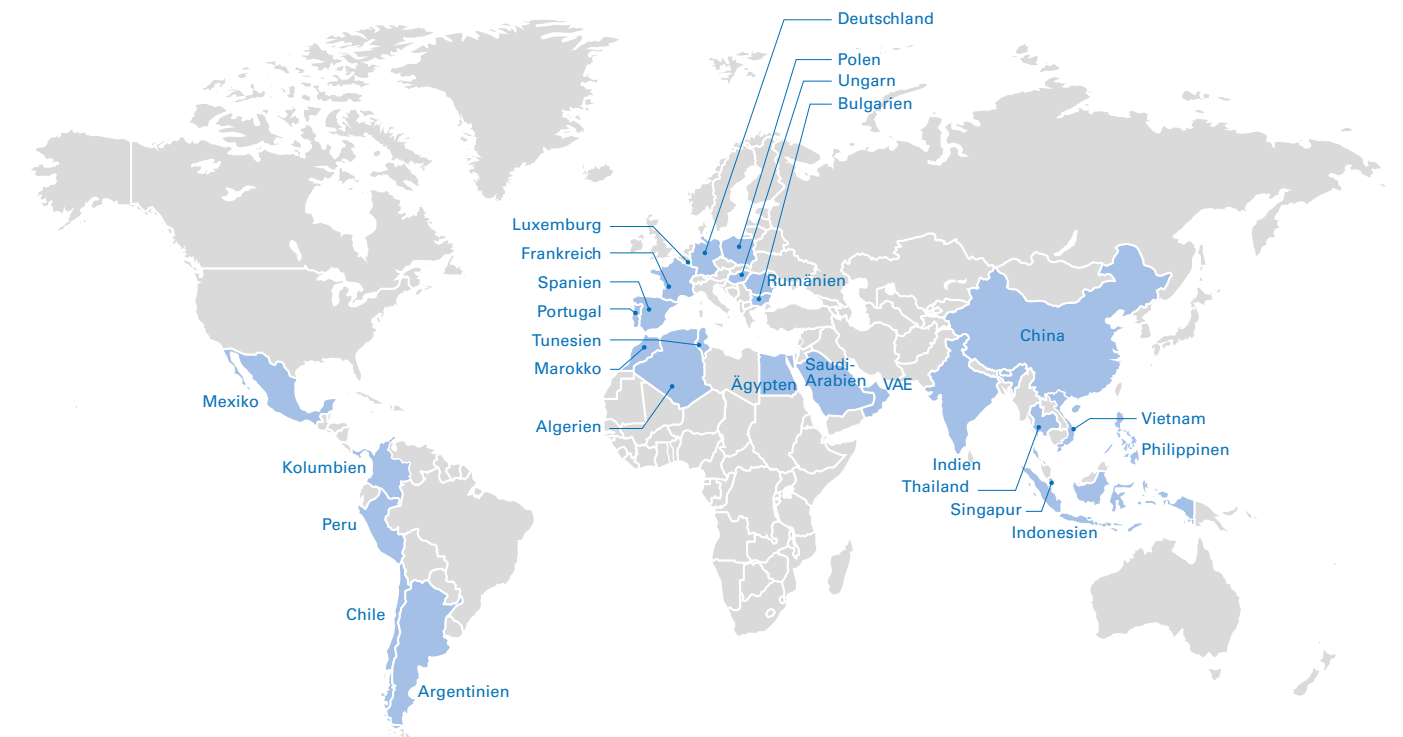 Deutschland
Polen
Ungarn
Bulgarien
Luxemburg
Frankreich
Spanien
Portugal
Tunesien
Marokko
Algerien
Rumänien
Ägypten
Saudi-
Arabien
VAE
China
Indien
Thailand
Singapur
Indonesien
Vietnam
Philippinen
Mexiko
Kolumbien
Peru
Chile
Argentinien